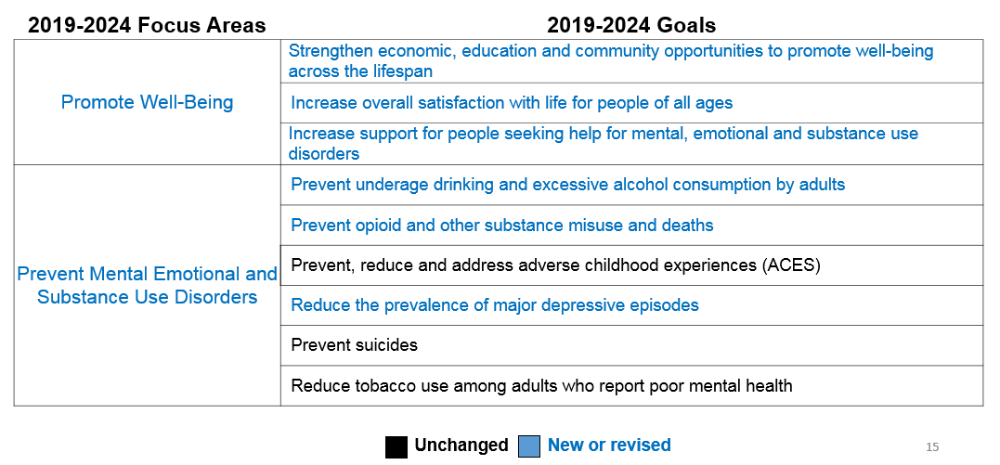 2019-2024 Focus Areas
2019-2024 Goals
Promote Well-Being
Strengthen economic, education and community opportunities to promote well-being
across the lifespan
Increase overall satisfaction with life for people of all ages
Increase support for people seeking help for mental, emotional and substance use
disorders
Prevent Mental Emotional and
Substance Use Disorders
Prevent underage drinking and excessive alcohol consumption by adults
Prevent opioid and other substance misuse and deaths
Prevent, reduce and address adverse childhood experiences (ACES)
Reduce the prevalence of major depressive episodes
Prevent suicides
Reduce tobacco use among adults who report poor mental health
Unchanged
New or revised
15